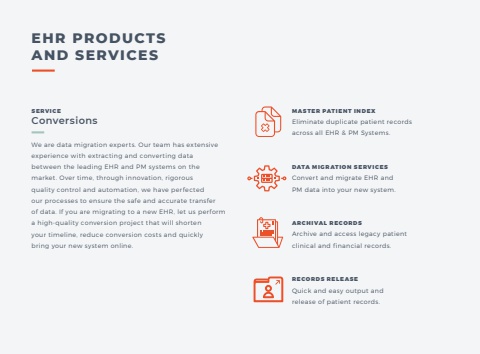 EHR PRODUCTS
AND SERVICES
SERVICE
Conversions
We are data migration experts. Our team has extensive
experience with extracting and converting data
between the leading EHR and PM systems on the
market. Over time, through innovation, rigorous
quality control and automation, we have perfected
our processes to ensure the safe and accurate transfer
of data. If you are migrating to a new EHR, let us perform
a high-quality conversion project that will shorten
your timeline, reduce conversion costs and quickly
bring your new system online.
MASTER PATIENT INDEX
Eliminate duplicate patient records
across all EHR & PM Systems.
DATA MIGRATION SERVICES
Convert and migrate EHR and
PM data into your new system.
ARCHIVAL RECORDS
Archive and access legacy patient
clinical and financial records.
RECORDS RELEASE
Quick and easy output and
release of patient records.